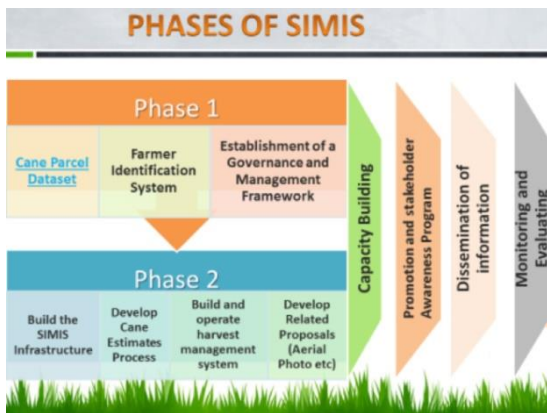 PHASES OF SIMIS
Phase 1
Cane Parcel
Dataset
Farmer
Identification
System
Establishment of a
Governance and
Management
Framework
Phase 2
Build the
SIMIS
Infrastructure
Develop
Cane
Estimates
Process
Build and
operate
harvest
management
system
Develop
Related
Proposals
(Aerial
Photo etc)
Capacity Building
Promotion and stakeholder
Awareness Program
Dissemination of
information
Monitoring and
Evaluating